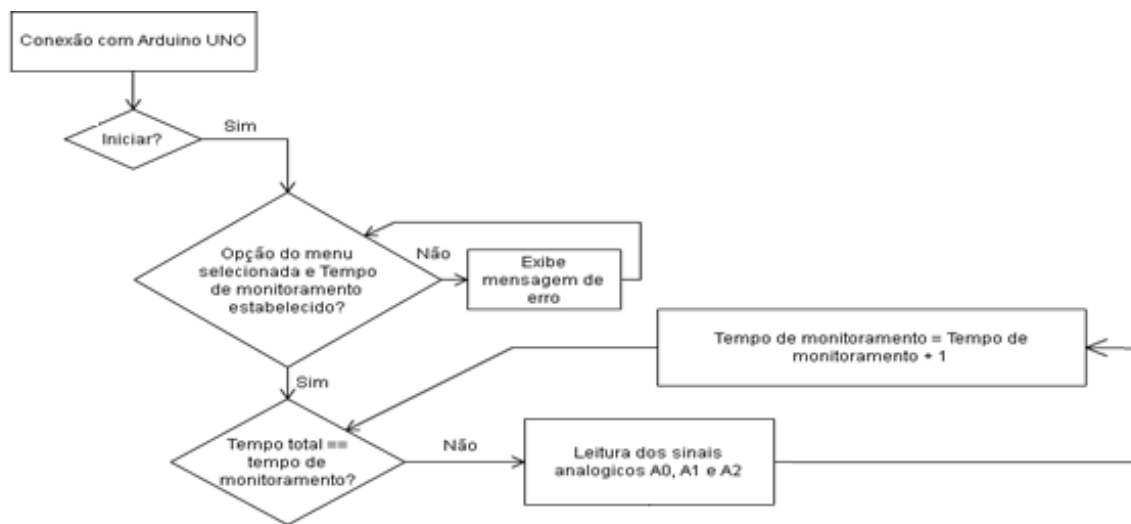 Conexão com Arduino UNO
Iniciar?
Sim
Opção do menu
selecionada e Tempo
de monitoramento
estabelecido?
Não
Exibe
mensagem de
erro
Tempo de monitoramento = Tempo de
monitoramento + 1
Sim
Tempo total ==
tempo de
monitoramento?
Não
Leitura dos sinais
analogicos A0, A1 e A2